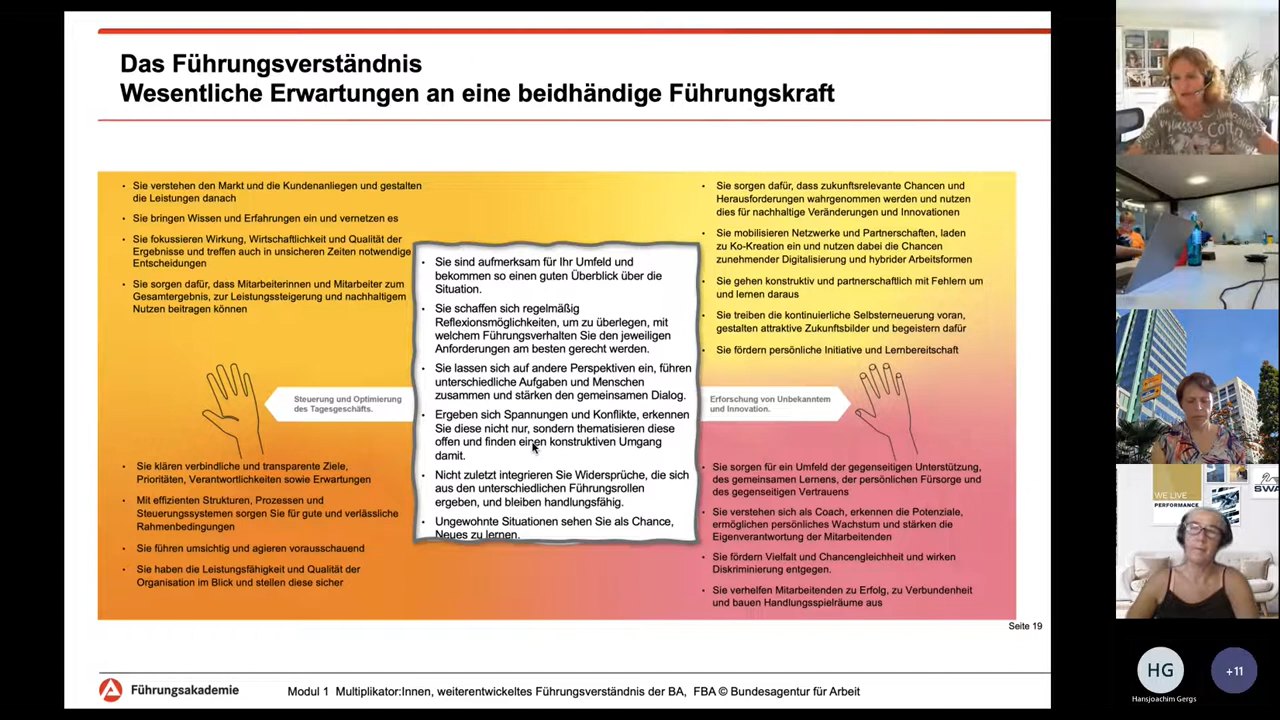 Das Führungsverständnis
Wesentliche Erwartungen an eine beidhändige Führungskraft
• Sie verstehen den Markt und die Kundenanliegen und gestalten
die Leistungen danach
• Sie bringen Wissen und Erfahrungen ein und vernetzen es
• Sie fokussieren Wirkung, Wirtschaftlichkeit und Qualität der
Ergebnisse und treffen auch in unsicheren Zeiten notwendige
Entscheidungen
• Sie sorgen dafür, dass Mitarbeiterinnen und Mitarbeiter zum
Gesamtergebnis, zur Leistungssteigerung und nachhaltigem
Nutzen beitragen können
Steuerung und Optimierung
des Tagesgeschäfts.
• Sie klären verbindliche und transparente Ziele,
Prioritäten, Verantwortlichkeiten sowie Erwartungen
• Mit effizienten Strukturen, Prozessen und
Steuerungssystemen sorgen Sie für gute und verlässliche
Rahmenbedingungen
• Sie führen umsichtig und agieren vorausschauend
• Sie haben die Leistungsfähigkeit und Qualität der
Organisation im Blick und stellen diese sicher
• Sie sind aufmerksam für Ihr Umfeld und
bekommen so einen guten Überblick über die
Situation.
• Sie schaffen sich regelmäßig
Reflexionsmöglichkeiten, um zu überlegen, mit
welchem Führungsverhalten Sie den jeweiligen
Anforderungen am besten gerecht werden.
• Sie lassen sich auf andere Perspektiven ein, führen
unterschiedliche Aufgaben und Menschen
zusammen und stärken den gemeinsamen Dialog.
• Ergeben sich Spannungen und Konflikte, erkennen
Sie diese nicht nur, sondern thematisieren diese
offen und finden einen konstruktiven Umgang
damit.
• Nicht zuletzt integrieren Sie Widersprüche, die sich
aus den unterschiedlichen Führungsrollen
ergeben, und bleiben handlungsfähig.
• Ungewohnte Situationen sehen Sie als Chance,
Neues zu lernen.
• Sie sorgen dafür, dass zukunftsrelevante Chancen und
Herausforderungen wahrgenommen werden und nutzen
dies für nachhaltige Veränderungen und Innovationen
• Sie mobilisieren Netzwerke und Partnerschaften, laden
zu Ko-Kreation ein und nutzen dabei die Chancen
zunehmender Digitalisierung und hybrider Arbeitsformen
• Sie gehen konstruktiv und partnerschaftlich mit Fehlern um
und lernen daraus
• Sie treiben die kontinuierliche Selbsterneuerung voran,
gestalten attraktive Zukunftsbilder und begeistern dafür
• Sie fördern persönliche Initiative und Lernbereitschaft
Erforschung von Unbekanntem
und Innovation.
• Sie sorgen für ein Umfeld der gegenseitigen Unterstützung,
des gemeinsamen Lernens, der persönlichen Fürsorge und
des gegenseitigen Vertrauens
• Sie verstehen sich als Coach, erkennen die Potenziale,
ermöglichen persönliches Wachstum und stärken die
Eigenverantwortung der Mitarbeitenden
• Sie fördern Vielfalt und Chancengleichheit und wirken
Diskriminierung entgegen.
• Sie verhelfen Mitarbeitenden zu Erfolg, zu Verbundenheit
und bauen Handlungsspielräume aus
Seite 19
Führungsakademie
Modul 1 Multiplikator:Innen, weiterentwickeltes Führungsverständnis der BA, FBA © Bundesagentur für Arbeit
WE LIVE
PERFORMANCE
HG
+11
Hansjoachim Gergs